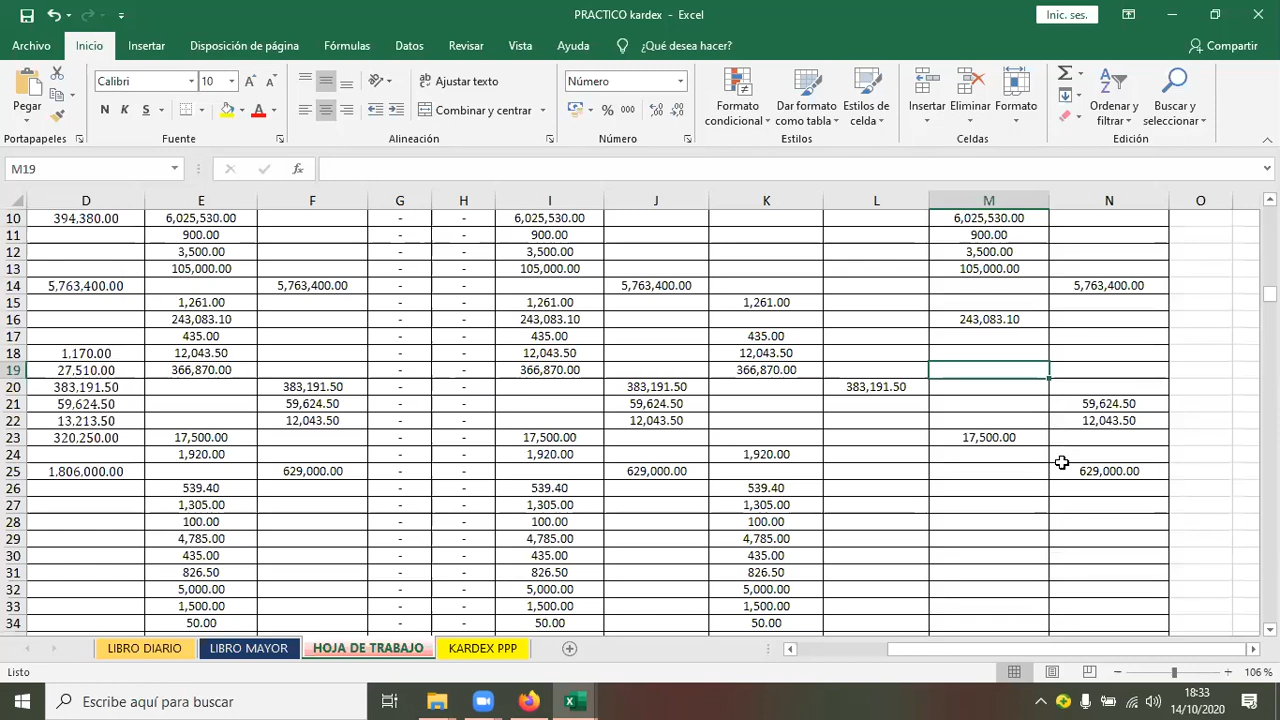 PRACTICO kardex - Excel
Inic. ses.
Archivo Inicio Insertar Disposición de página Fórmulas Datos Revisar Vista Ayuda ¿Qué desea hacer? Compartir
Pegar
Calibri 10
N K S
Ajustar texto
Combinar y centrar
Número
% 000
Formato condicional
Dar formato como tabla
Estilos de celda
Insertar Eliminar Formato
Ordenar y filtrar
Buscar y seleccionar
Portapapeles Fuente Alineación Número Estilos Celdas Edición
M19 fx
D E F G H I J K L M N O
10 394,380.00 6,025,530.00 - - 6,025,530.00 6,025,530.00
11 900.00 - - 900.00 900.00
12 3,500.00 - - 3,500.00 3,500.00
13 105,000.00 - - 105,000.00 105,000.00
14 5,763,400.00 5,763,400.00 - - 5,763,400.00 5,763,400.00
15 1,261.00 - - 1,261.00 1,261.00
16 243,083.10 - - 243,083.10 243,083.10
17 435.00 - - 435.00 435.00
18 1,170.00 12,043.50 - - 12,043.50 12,043.50
19 27,510.00 366,870.00 - - 366,870.00 366,870.00
20 383,191.50 383,191.50 - - 383,191.50 383,191.50
21 59,624.50 59,624.50 - - 59,624.50 59,624.50
22 13,213.50 12,043.50 - - 12,043.50 12,043.50
23 320,250.00 17,500.00 - - 17,500.00 17,500.00
24 1,920.00 - - 1,920.00 1,920.00
25 1,806,000.00 629,000.00 - - 629,000.00 629,000.00
26 539.40 - - 539.40 539.40
27 1,305.00 - - 1,305.00 1,305.00
28 100.00 - - 100.00 100.00
29 4,785.00 - - 4,785.00 4,785.00
30 435.00 - - 435.00 435.00
31 826.50 - - 826.50 826.50
32 5,000.00 - - 5,000.00 5,000.00
33 1,500.00 - - 1,500.00 1,500.00
34 50.00 - - 50.00 50.00
LIBRO DIARIO LIBRO MAYOR HOJA DE TRABAJO KARDEX PPP
Listo 106 %
Escribe aquí para buscar
18:33
14/10/2020